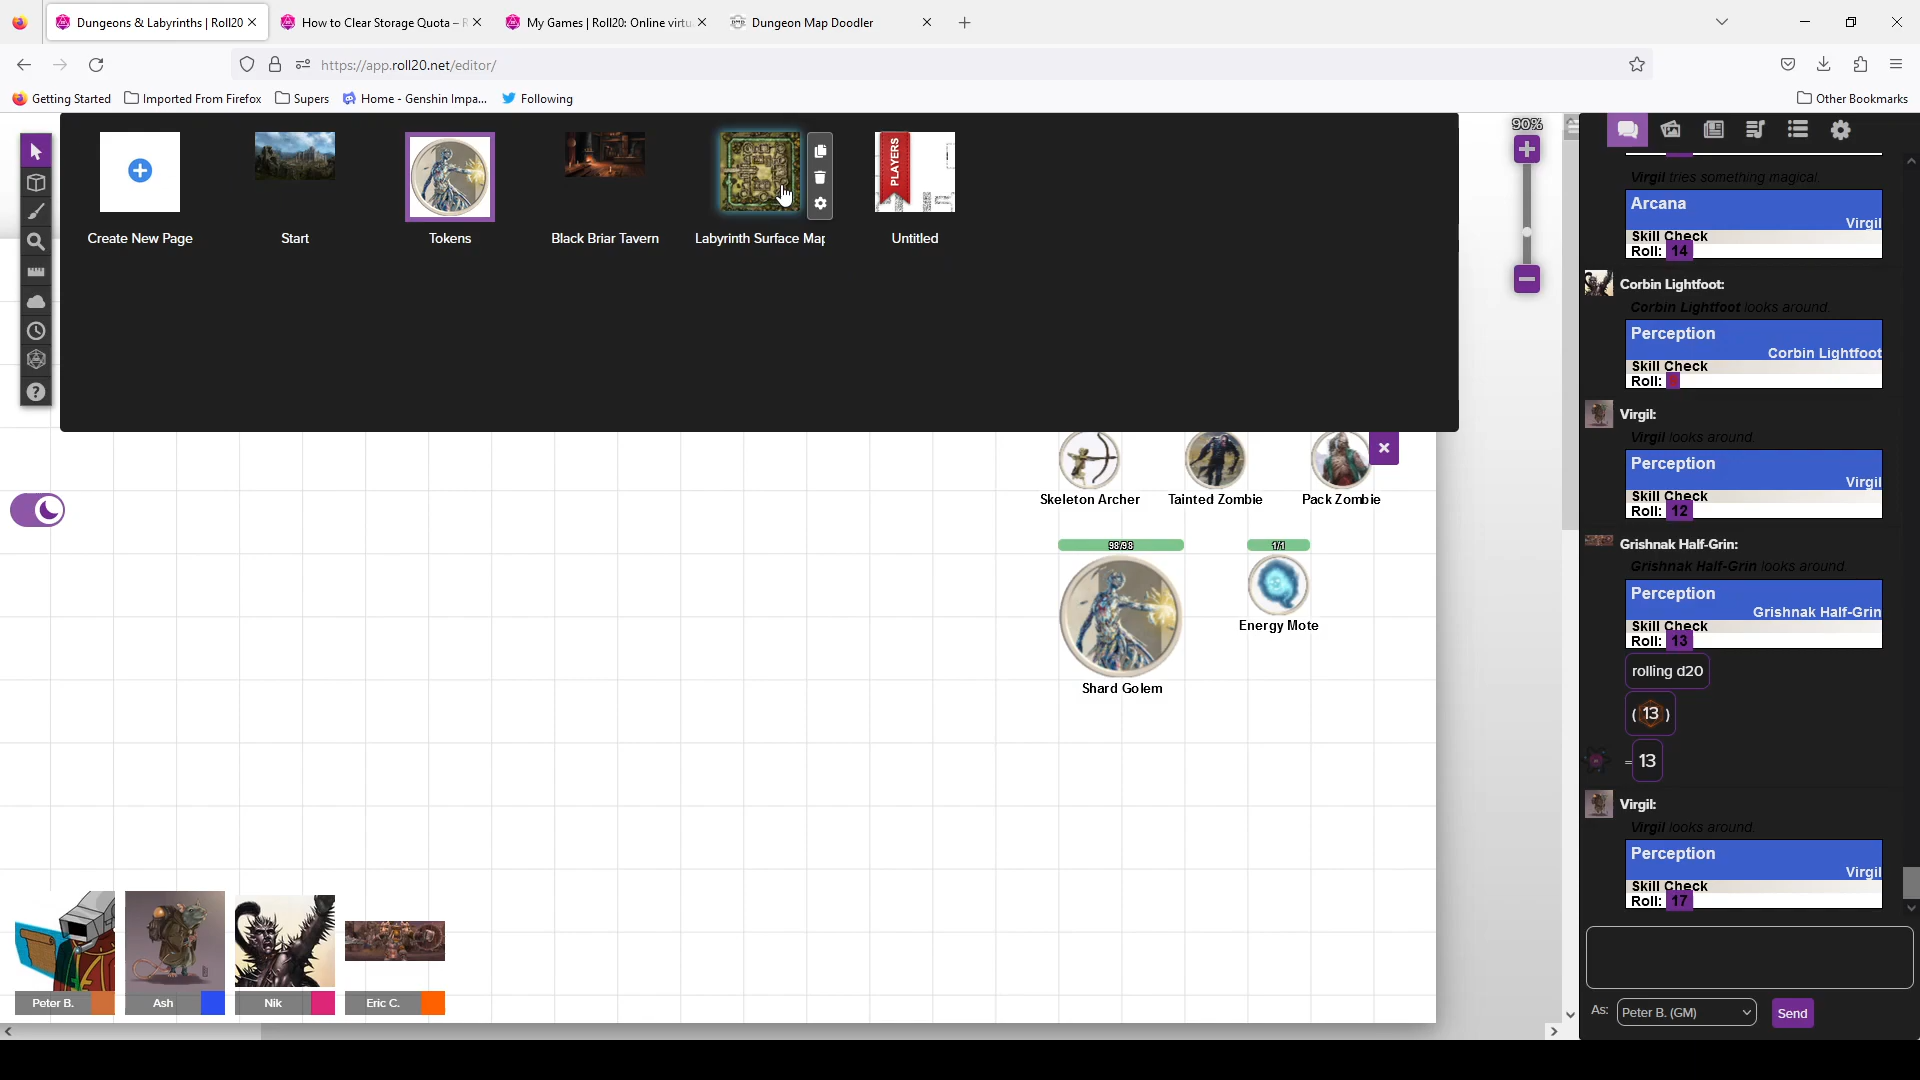 Dungeons & Labyrinths | Roll20
How to Clear Storage Quota –
My Games | Roll20: Online virtu
Dungeon Map Doodler
https://app.roll20.net/editor/
Getting Started
Imported From Firefox
Supers
Home - Genshin Impa...
Following
Other Bookmarks
PLAYERS
Create New Page
Start
Tokens
Black Briar Tavern
Labyrinth Surface Map
Untitled
90%
Skeleton Archer
Tainted Zombie
Pack Zombie
98/98
1/1
Shard Golem
Energy Mote
Peter B.
Ash
Nik
Eric C.
Virgil tries something magical.
Arcana
Virgil
Skill Check
Roll: 14
Corbin Lightfoot:
Corbin Lightfoot looks around.
Perception
Corbin Lightfoot
Skill Check
Roll:
Virgil:
Virgil looks around.
Perception
Virgil
Skill Check
Roll: 12
Grishnak Half-Grin:
Grishnak Half-Grin looks around.
Perception
Grishnak Half-Grin
Skill Check
Roll: 13
rolling d20
(13)
=13
Virgil:
Virgil looks around.
Perception
Virgil
Skill Check
Roll: 17
As:
Peter B. (GM)
Send